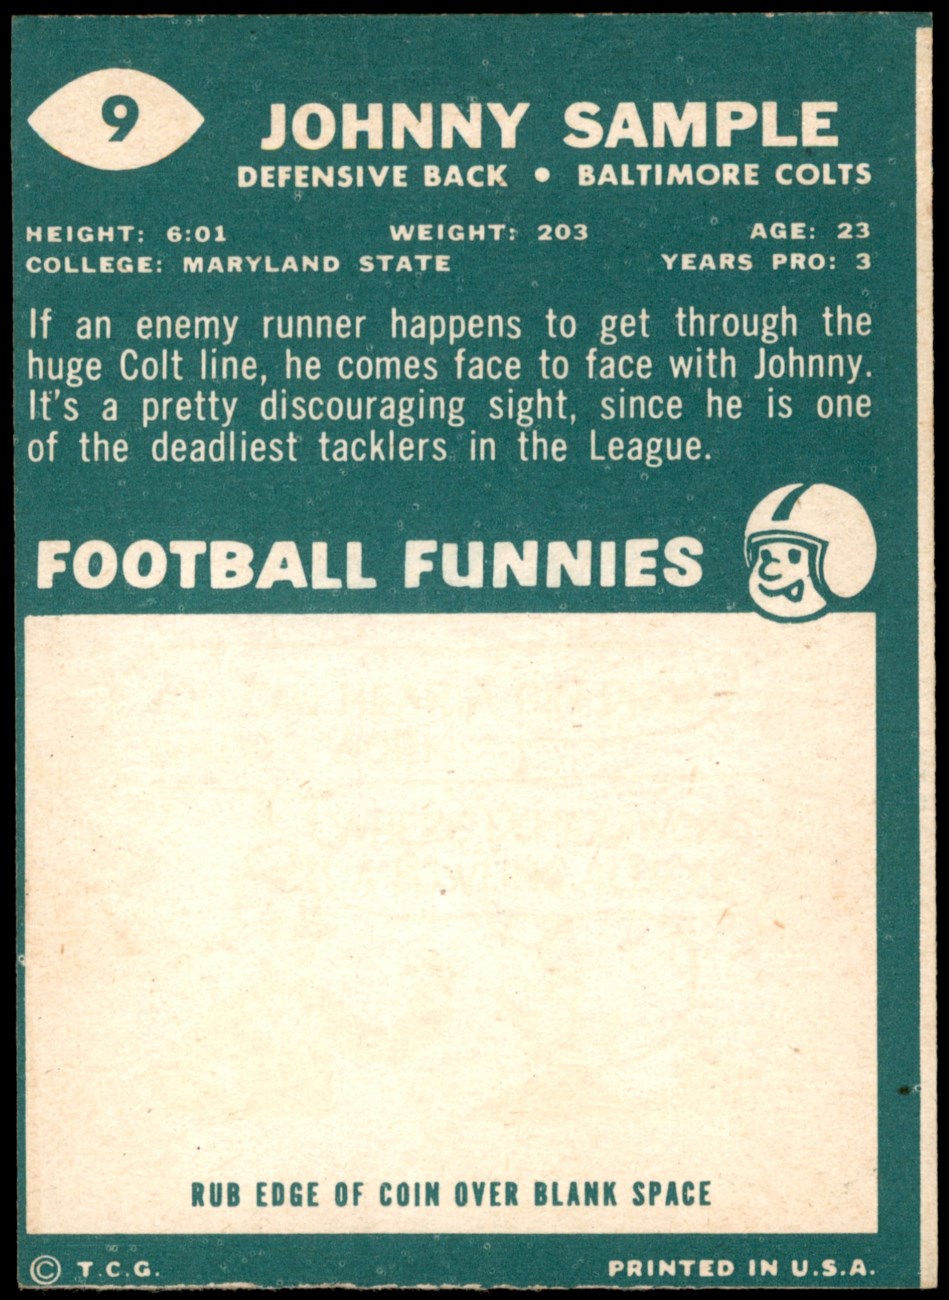 9
JOHNNY SAMPLE
DEFENSIVE BACK • BALTIMORE COLTS
HEIGHT: 6:01 WEIGHT: 203 AGE: 23
COLLEGE: MARYLAND STATE YEARS PRO: 3
If an enemy runner happens to get through the
huge Colt line, he comes face to face with Johnny.
It's a pretty discouraging sight, since he is one
of the deadliest tacklers in the League.
FOOTBALL FUNNIES
RUB EDGE OF COIN OVER BLANK SPACE
© T.C.G. PRINTED IN U.S.A.